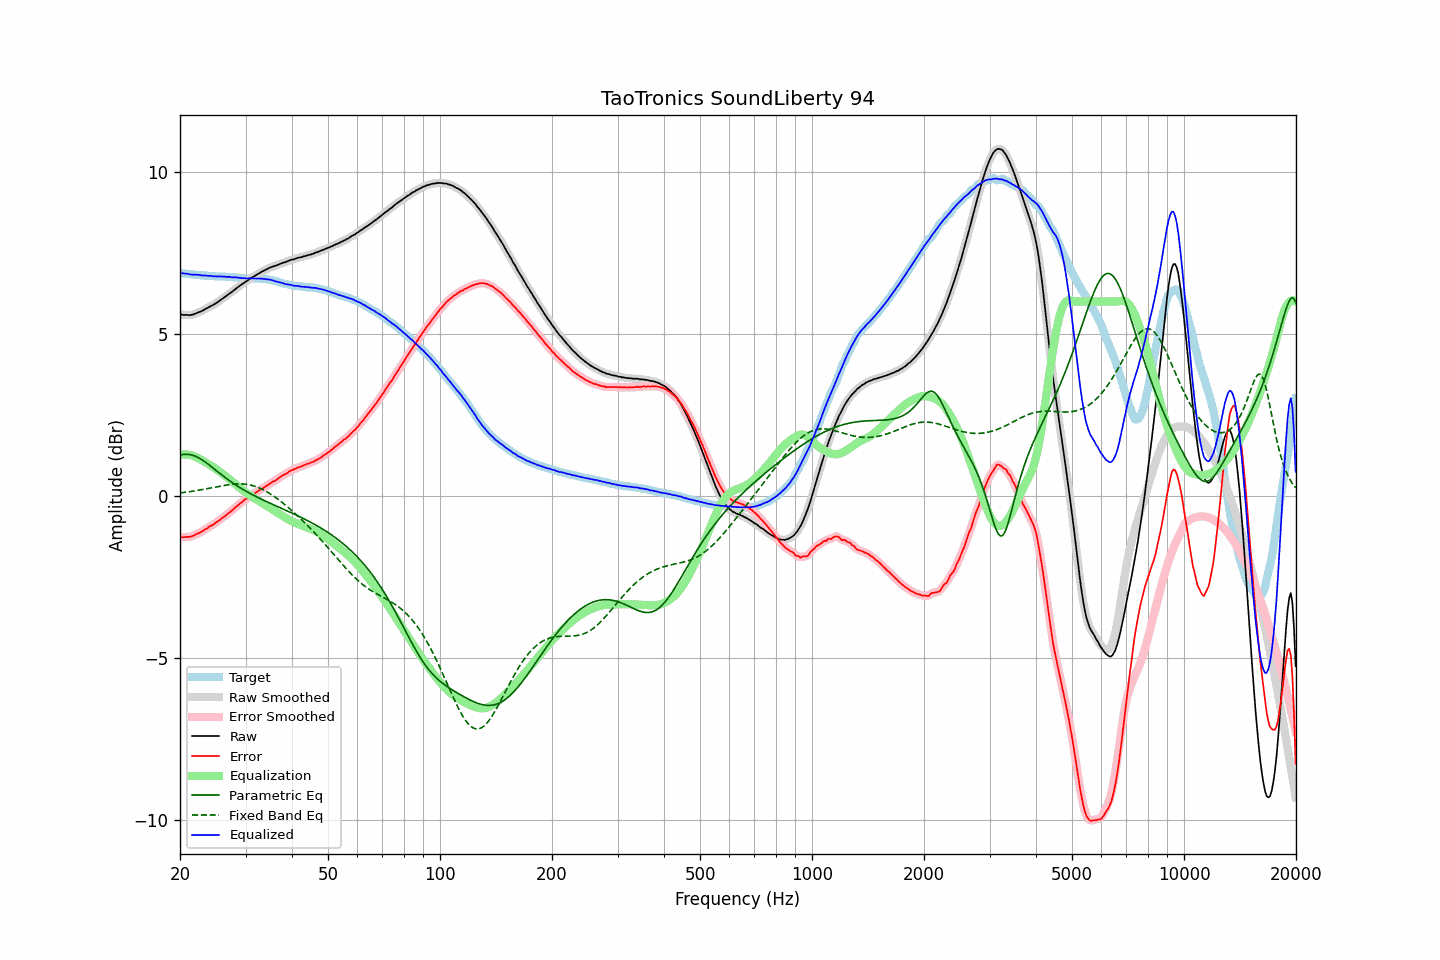 TaoTronics SoundLiberty 94
Amplitude (dBr)
10
5
0
−5
−10
Target
Raw Smoothed
Error Smoothed
Raw
Error
Equalization
Parametric Eq
Fixed Band Eq
Equalized
20 50 100 200 500 1000 2000 5000 10000 20000
Frequency (Hz)